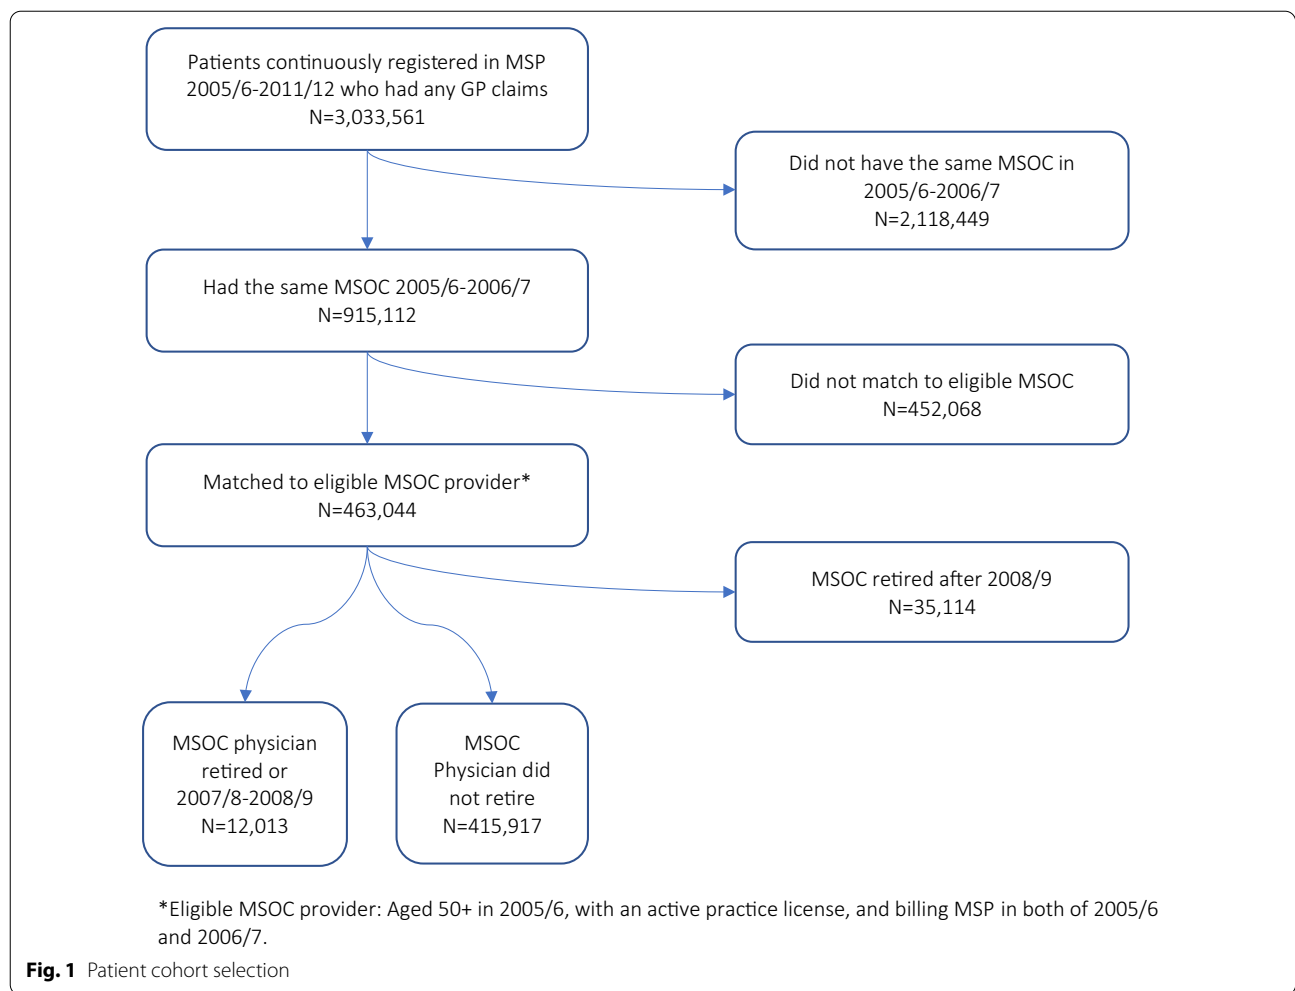 Patients continuously registered in MSP
2005/6-2011/12 who had any GP claims
N=3,033,561
Did not have the same MSOC in
2005/6-2006/7
N=2,118,449
Had the same MSOC 2005/6-2006/7
N=915,112
Did not match to eligible MSOC
N=452,068
Matched to eligible MSOC provider*
N=463,044
MSOC retired after 2008/9
N=35,114
MSOC physician
retired or
2007/8-2008/9
N=12,013
MSOC
Physician did
not retire
N=415,917
*Eligible MSOC provider: Aged 50+ in 2005/6, with an active practice license, and billing MSP in both of 2005/6
and 2006/7.
Fig. 1 Patient cohort selection